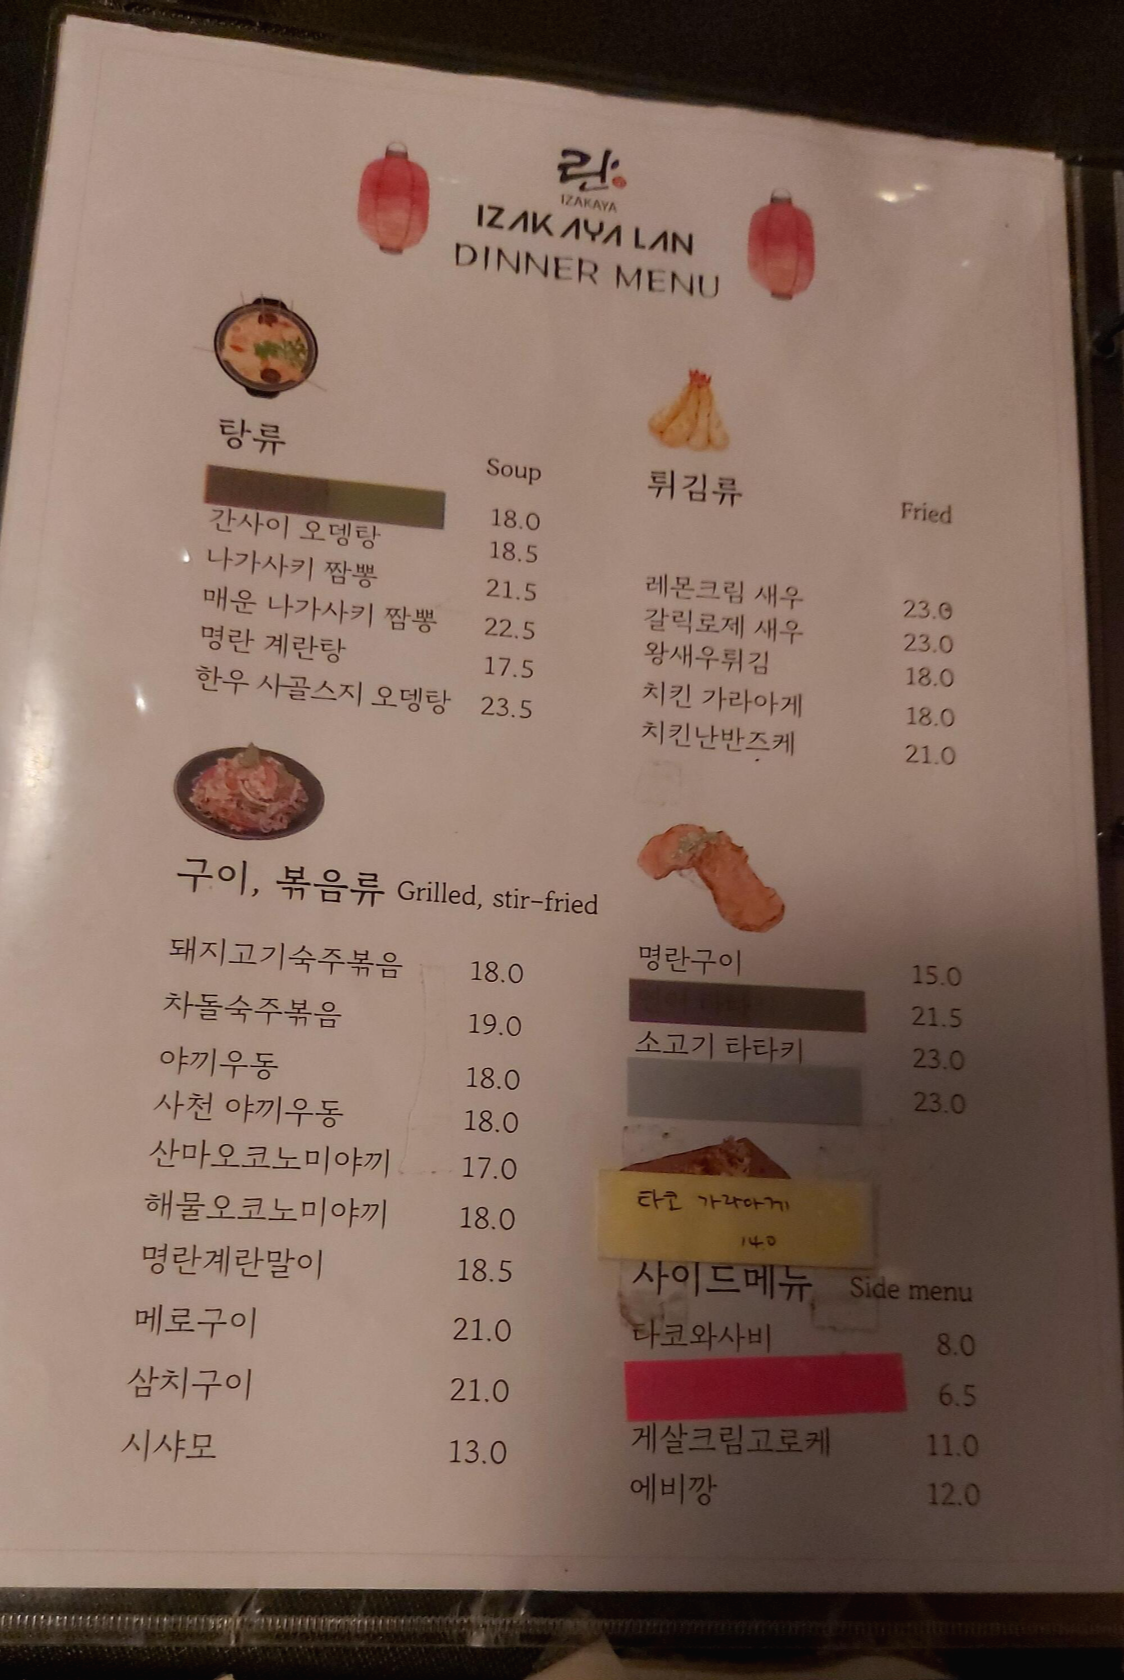 란
IZAKAYA
IZAKAYA LAN
DINNER MENU
탕류
Soup
18.0
간사이 오뎅탕 18.5
나가사키 짬뽕 21.5
매운 나가사키 짬뽕 22.5
명란 계란탕 17.5
한우 사골스지 오뎅탕 23.5
튀김류
Fried
레몬크림 새우 23.0
갈릭로제 새우 23.0
왕새우튀김 18.0
치킨 가라아게 18.0
치킨난반즈케 21.0
구이, 볶음류 Grilled, stir-fried
돼지고기숙주볶음 18.0
차돌숙주볶음 19.0
야끼우동 18.0
사천 야끼우동 18.0
산마오코노미야끼 17.0
해물오코노미야끼 18.0
명란계란말이 18.5
메로구이 21.0
삼치구이 21.0
시샤모 13.0
명란구이 15.0
21.5
소고기 타타키 23.0
23.0
타코 가라아게
14.0
사이드메뉴 Side menu
타코와사비 8.0
6.5
게살크림고로케 11.0
에비깡 12.0